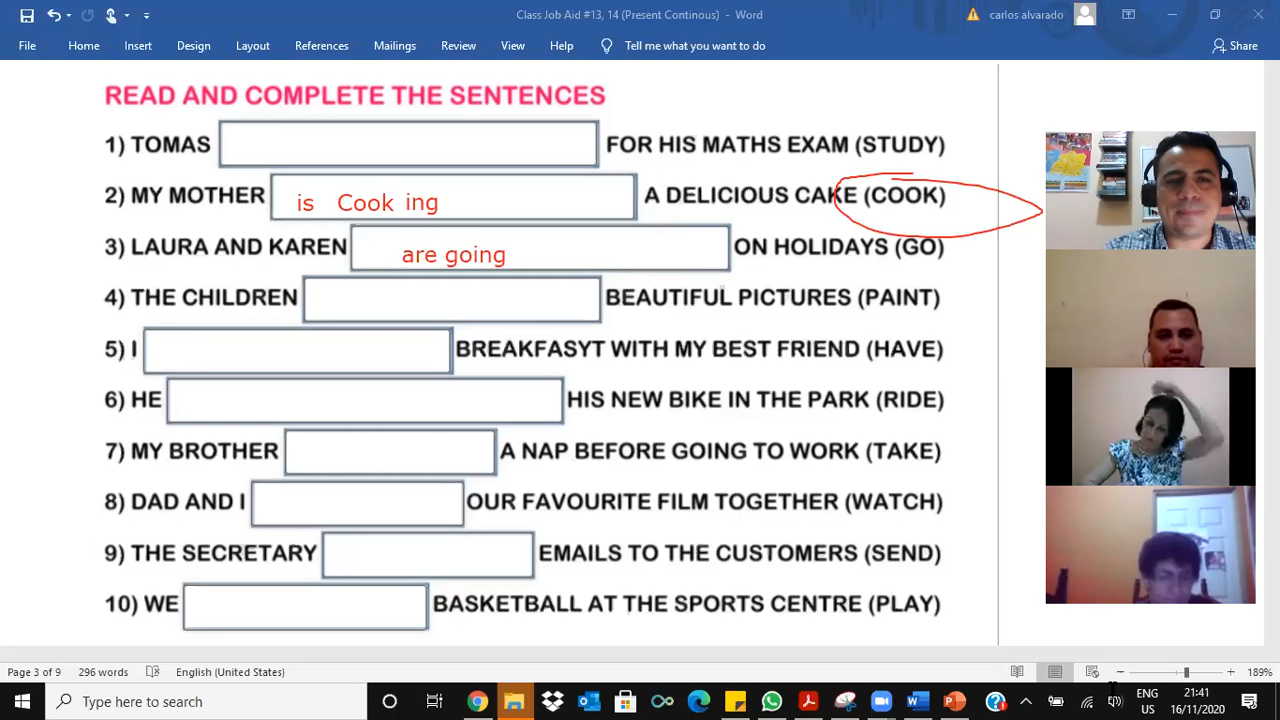 Class Job Aid #13, 14 (Present Continous) - Word
carlos alvarado
File Home Insert Design Layout References Mailings Review View Help Tell me what you want to do Share
READ AND COMPLETE THE SENTENCES
1) TOMAS FOR HIS MATHS EXAM (STUDY)
2) MY MOTHER is Cook ing A DELICIOUS CAKE (COOK)
3) LAURA AND KAREN are going ON HOLIDAYS (GO)
4) THE CHILDREN BEAUTIFUL PICTURES (PAINT)
5) I BREAKFASYT WITH MY BEST FRIEND (HAVE)
6) HE HIS NEW BIKE IN THE PARK (RIDE)
7) MY BROTHER A NAP BEFORE GOING TO WORK (TAKE)
8) DAD AND I OUR FAVOURITE FILM TOGETHER (WATCH)
9) THE SECRETARY EMAILS TO THE CUSTOMERS (SEND)
10) WE BASKETBALL AT THE SPORTS CENTRE (PLAY)
Page 3 of 9 296 words English (United States) 189%
Type here to search
ENG 21:41
US 16/11/2020